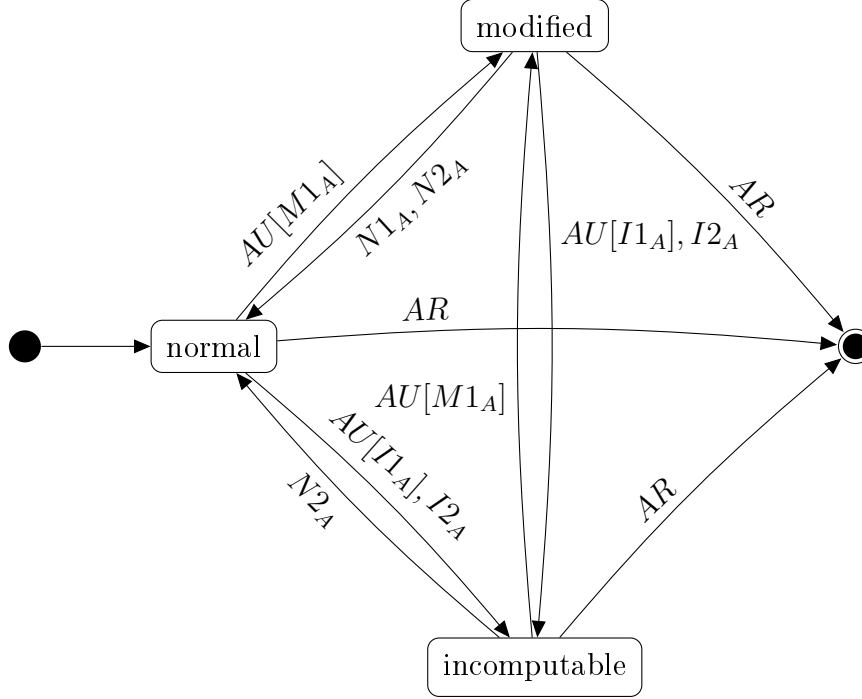 modified
AU[M1_A]
N1_A, N2_A
AR
AU[I1_A], I2_A
AR
normal
AU[M1_A]
AU[I1_A], I2_A
N2_A
AR
incomputable